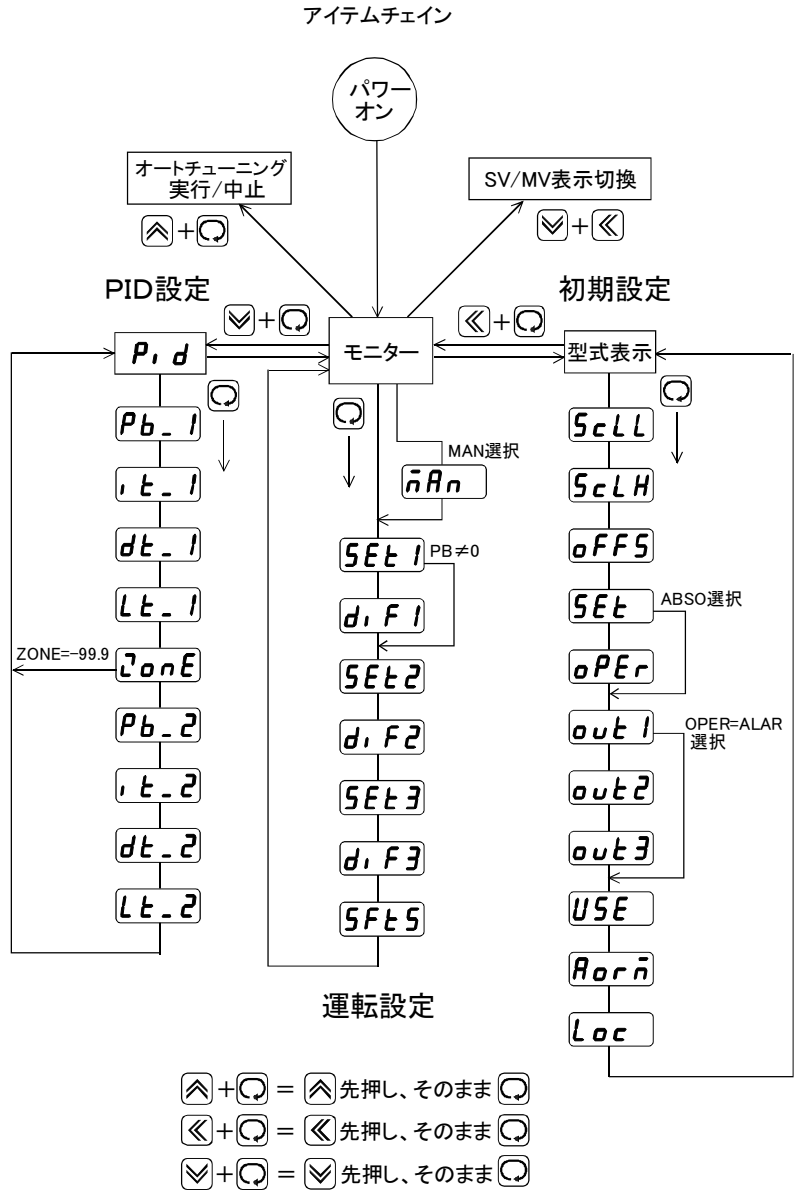 アイテムチェイン
パワー
オン
オートチューニング
実行/中止
SV/MV表示切換
+
+
PID設定
初期設定
+
+
Pid
モニター
型式表示
Pb_1
it_1
dt_1
Lt_1
ZONE=-99.9
ZonE
Pb_2
it_2
dt_2
Lt_2
MAN選択
n̄An
SEt1
PB≠0
diF1
SEt2
diF2
SEt3
diF3
SFtS
運転設定
ScLL
ScLH
oFFS
SEt
ABSO選択
oPEr
out1
OPER=ALAR
選択
out2
out3
USE
Aorn̄
Loc
+ = 先押し、そのまま
+ = 先押し、そのまま
+ = 先押し、そのまま